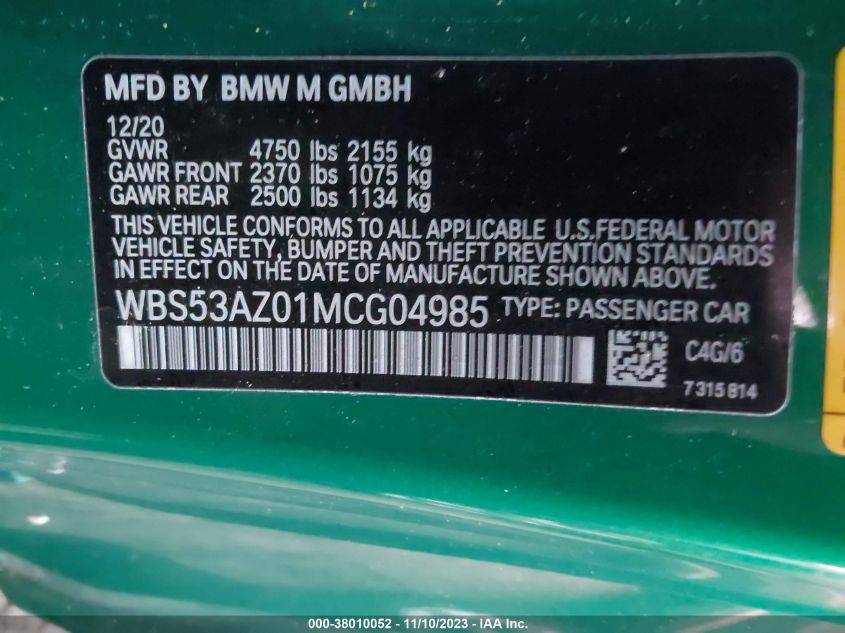 MFD BY BMW M GMBH
12/20
GVWR 4750 lbs 2155 kg
GAWR FRONT 2370 lbs 1075 kg
GAWR REAR 2500 lbs 1134 kg
THIS VEHICLE CONFORMS TO ALL APPLICABLE U.S.FEDERAL MOTOR
VEHICLE SAFETY, BUMPER AND THEFT PREVENTION STANDARDS
IN EFFECT ON THE DATE OF MANUFACTURE SHOWN ABOVE.
WBS53AZ01MCG04985 TYPE: PASSENGER CAR
C4G/6
7315814
000-38010052 - 11/10/2023 - IAA Inc.